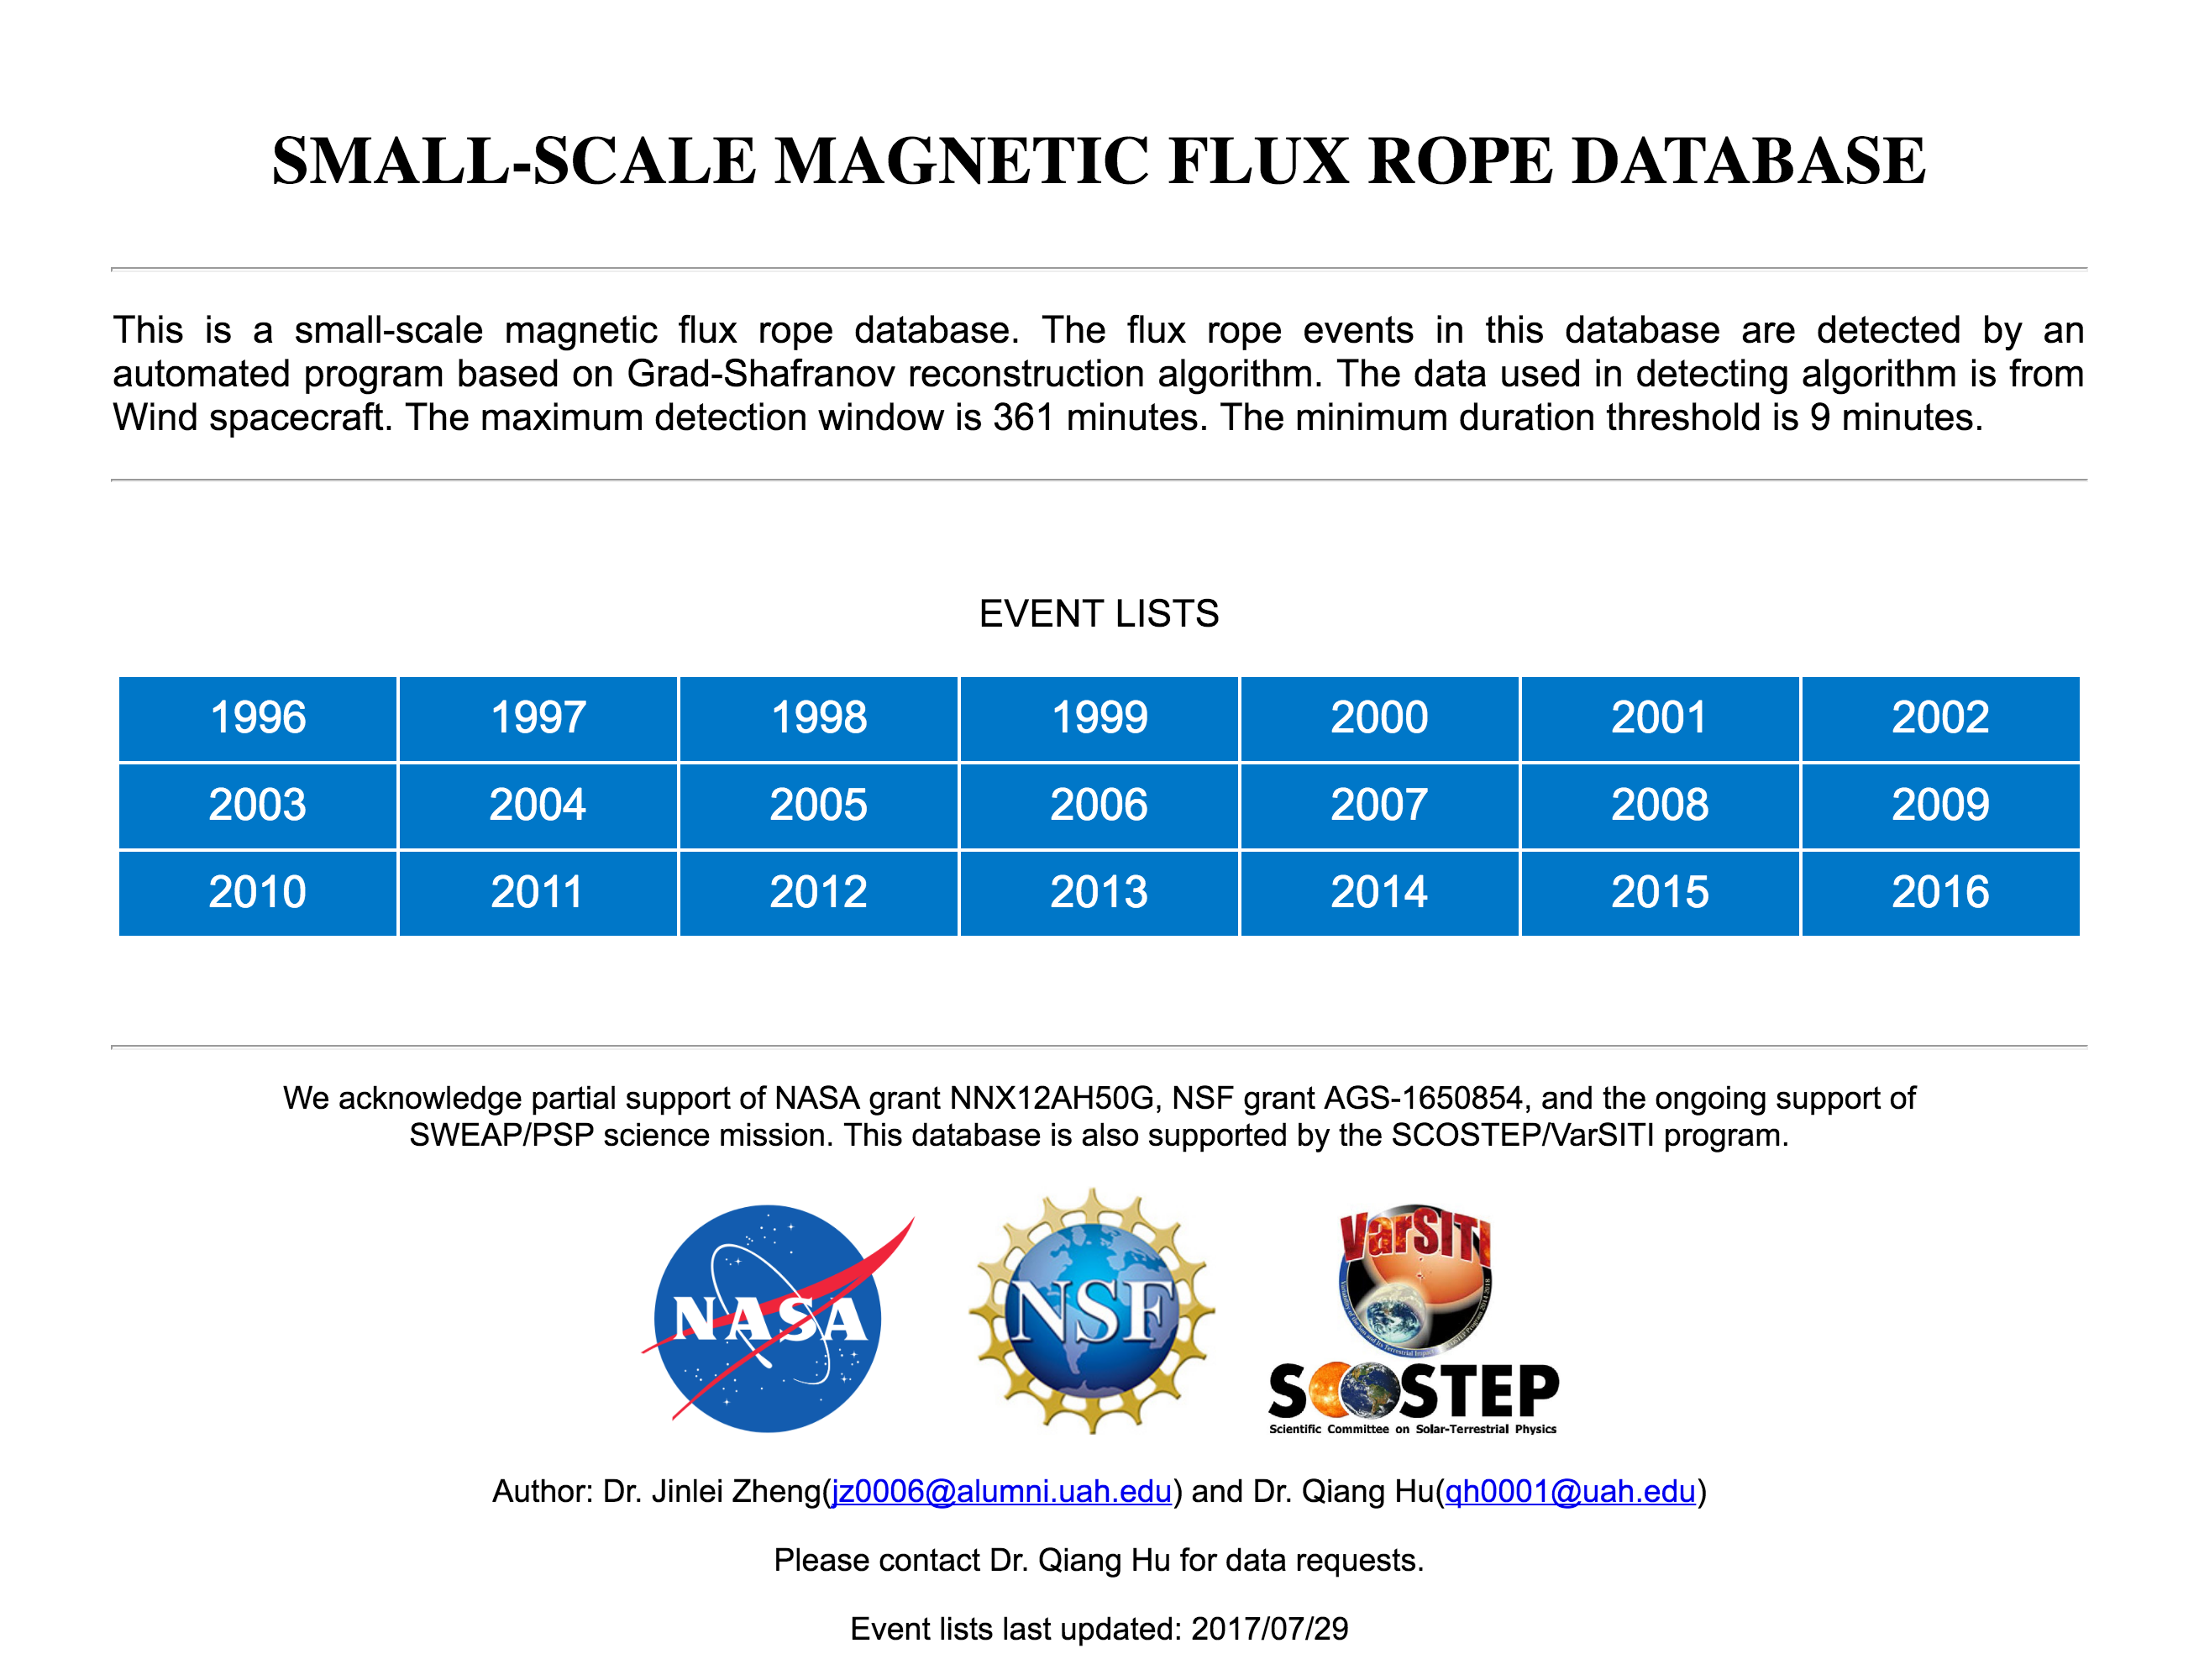 SMALL-SCALE MAGNETIC FLUX ROPE DATABASE
This is a small-scale magnetic flux rope database. The flux rope events in this database are detected by an
automated program based on Grad-Shafranov reconstruction algorithm. The data used in detecting algorithm is from
Wind spacecraft. The maximum detection window is 361 minutes. The minimum duration threshold is 9 minutes.
EVENT LISTS
1996 1997 1998 1999 2000 2001 2002
2003 2004 2005 2006 2007 2008 2009
2010 2011 2012 2013 2014 2015 2016
We acknowledge partial support of NASA grant NNX12AH50G, NSF grant AGS-1650854, and the ongoing support of
SWEAP/PSP science mission. This database is also supported by the SCOSTEP/VarSITI program.
NASA
NSF
VarSITI
SCOSTEP
Scientific Committee on Solar-Terrestrial Physics
Author: Dr. Jinlei Zheng(jz0006@alumni.uah.edu) and Dr. Qiang Hu(qh0001@uah.edu)
Please contact Dr. Qiang Hu for data requests.
Event lists last updated: 2017/07/29